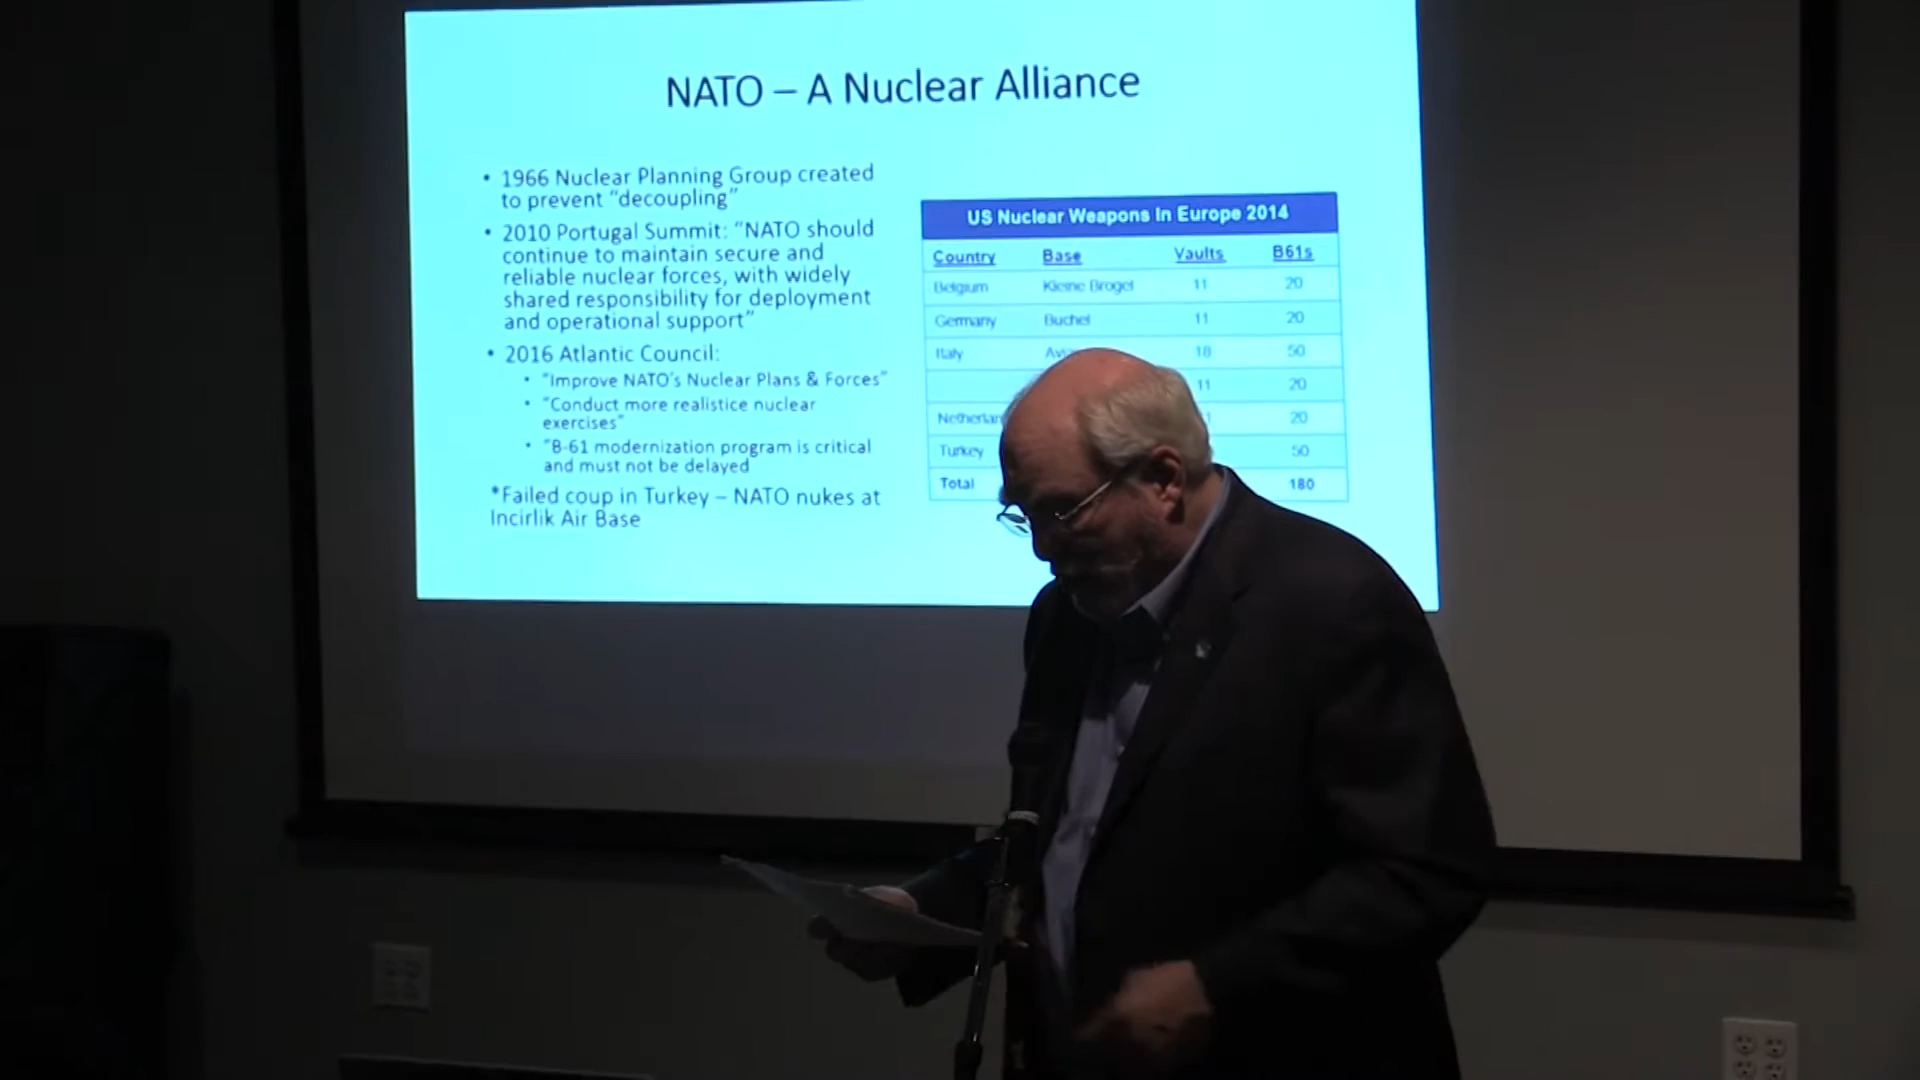 NATO – A Nuclear Alliance
• 1966 Nuclear Planning Group created
to prevent “decoupling”
• 2010 Portugal Summit: “NATO should
continue to maintain secure and
reliable nuclear forces, with widely
shared responsibility for deployment
and operational support”
• 2016 Atlantic Council:
• “Improve NATO’s Nuclear Plans & Forces”
• “Conduct more realistice nuclear
exercises”
• “B-61 modernization program is critical
and must not be delayed
*Failed coup in Turkey – NATO nukes at
Incirlik Air Base
US Nuclear Weapons In Europe 2014
Country Base Vaults B61s
Belgium Kleine Brogel 11 20
Germany Buchel 11 20
Italy 18 50
11 20
20
Turkey 50
Total 180